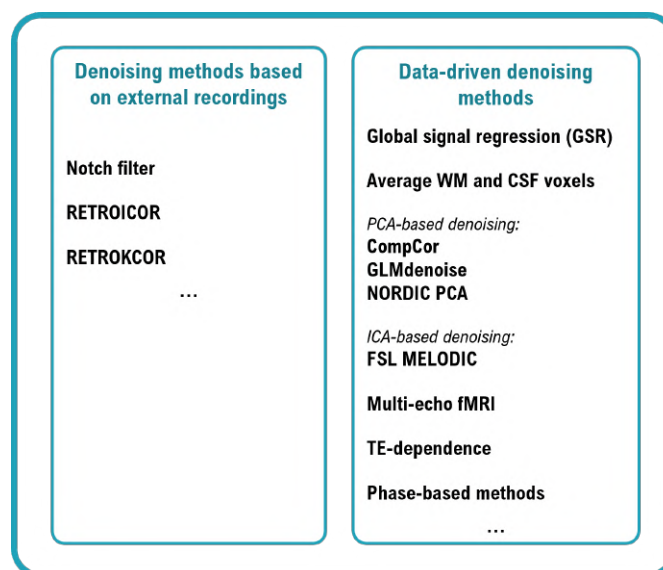 Denoising methods based
on external recordings
Notch filter
RETROICOR
RETROKCOR
...
Data-driven denoising
methods
Global signal regression (GSR)
Average WM and CSF voxels
PCA-based denoising:
CompCor
GLMdenoise
NORDIC PCA
ICA-based denoising:
FSL MELODIC
Multi-echo fMRI
TE-dependence
Phase-based methods
...